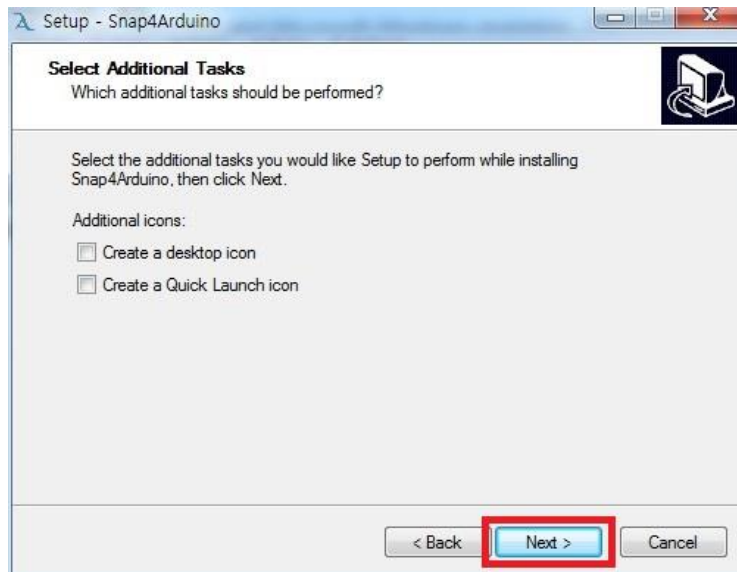 Setup - Snap4Arduino
Select Additional Tasks
Which additional tasks should be performed?
Select the additional tasks you would like Setup to perform while installing
Snap4Arduino, then click Next.
Additional icons:
Create a desktop icon
Create a Quick Launch icon
< Back Next > Cancel